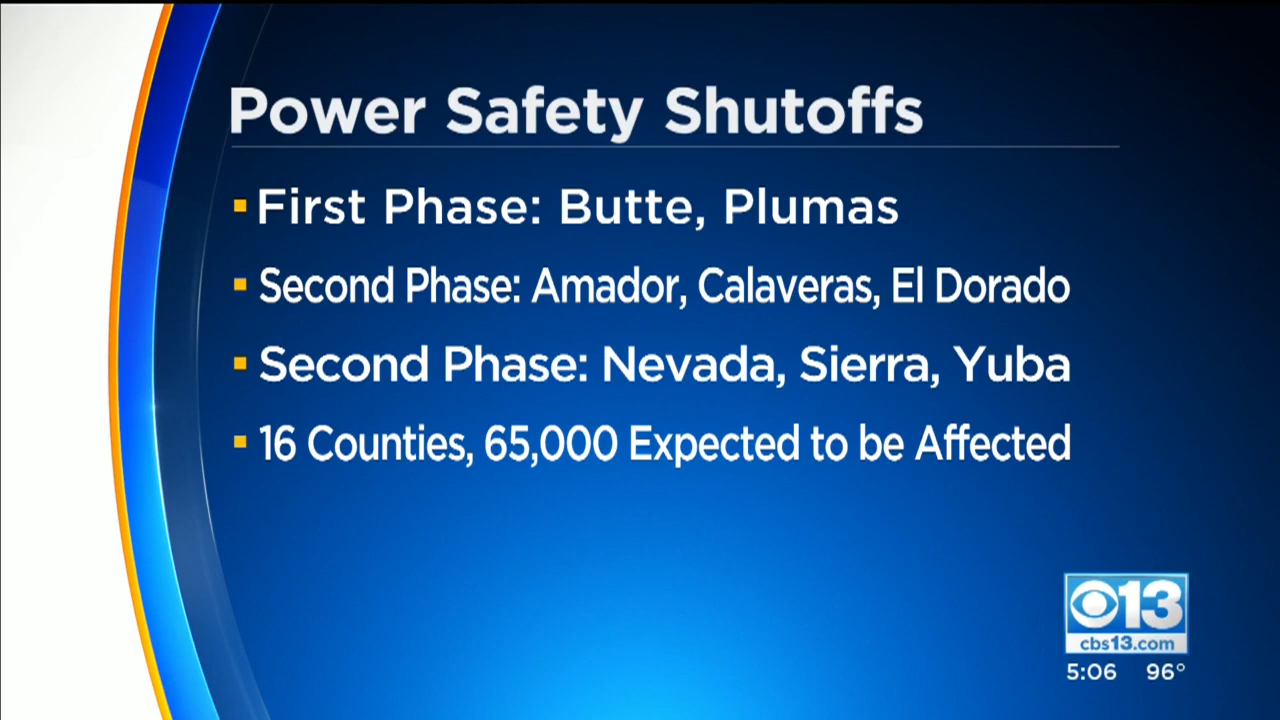 Power Safety Shutoffs
First Phase: Butte, Plumas
Second Phase: Amador, Calaveras, El Dorado
Second Phase: Nevada, Sierra, Yuba
16 Counties, 65,000 Expected to be Affected
13
cbs13.com
5:06 96°